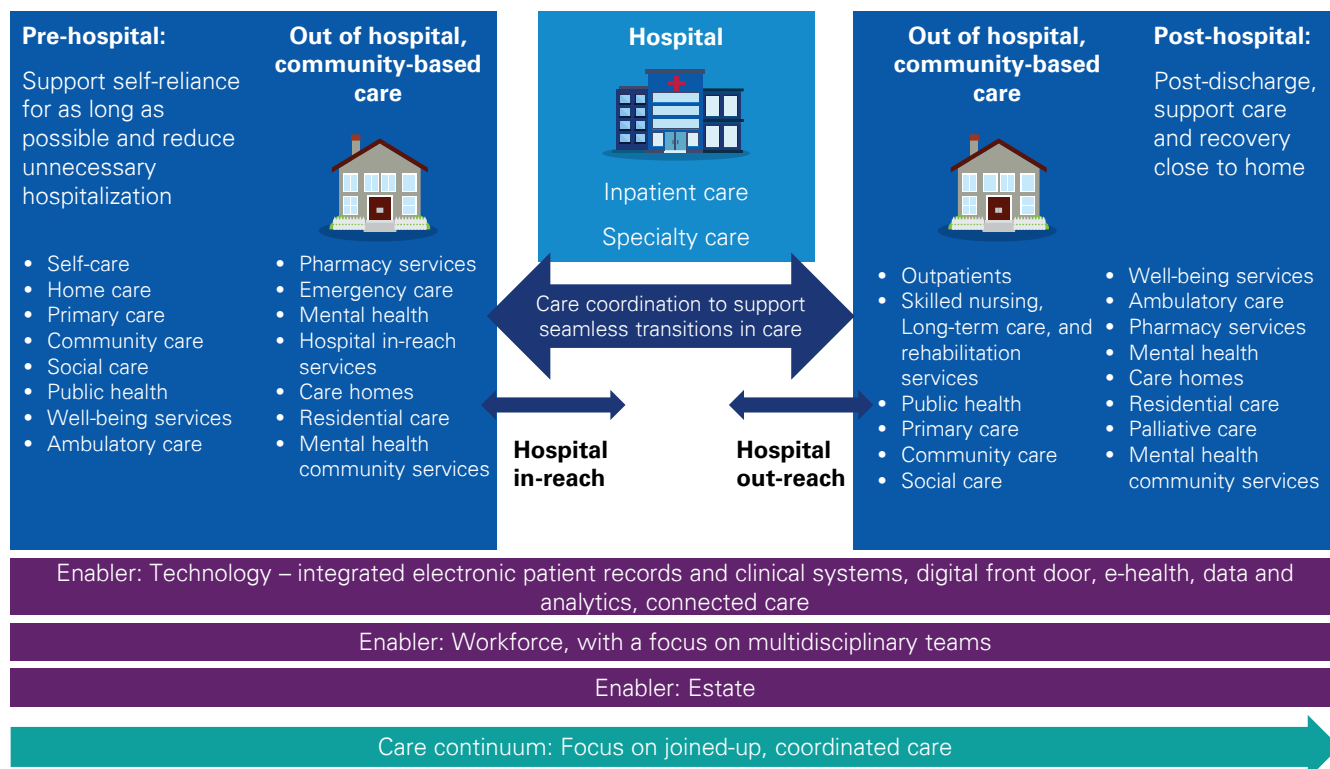 Pre-hospital:
Support self-reliance
for as long as
possible and reduce
unnecessary
hospitalization
• Self-care
• Home care
• Primary care
• Community care
• Social care
• Public health
• Well-being services
• Ambulatory care
Out of hospital,
community-based
care
• Pharmacy services
• Emergency care
• Mental health
• Hospital in-reach
services
• Care homes
• Residential care
• Mental health
community services
Hospital
Inpatient care
Specialty care
Care coordination to support
seamless transitions in care
Hospital
in-reach
Hospital
out-reach
Out of hospital,
community-based
care
• Outpatients
• Skilled nursing,
Long-term care, and
rehabilitation
services
• Public health
• Primary care
• Community care
• Social care
Post-hospital:
Post-discharge,
support care
and recovery
close to home
• Well-being services
• Ambulatory care
• Pharmacy services
• Mental health
• Care homes
• Residential care
• Palliative care
• Mental health
community services
Enabler: Technology – integrated electronic patient records and clinical systems, digital front door, e-health, data and
analytics, connected care
Enabler: Workforce, with a focus on multidisciplinary teams
Enabler: Estate
Care continuum: Focus on joined-up, coordinated care